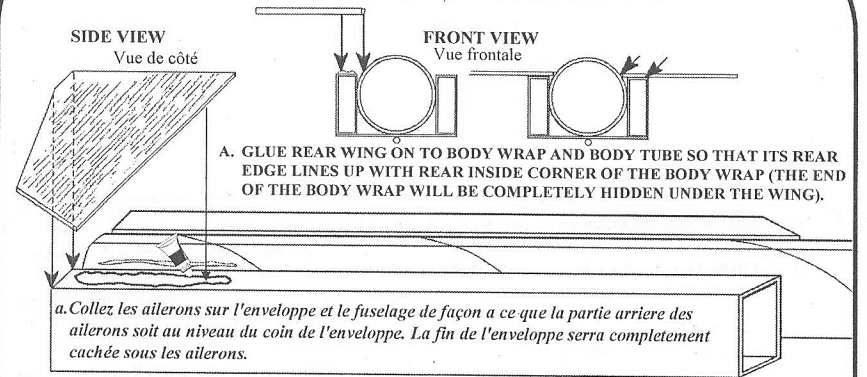 SIDE VIEW
Vue de côté
FRONT VIEW
Vue frontale
A. GLUE REAR WING ON TO BODY WRAP AND BODY TUBE SO THAT ITS REAR
EDGE LINES UP WITH REAR INSIDE CORNER OF THE BODY WRAP (THE END
OF THE BODY WRAP WILL BE COMPLETELY HIDDEN UNDER THE WING).
a. Collez les ailerons sur l'enveloppe et le fuselage de façon a ce que la partie arriere des
ailerons soit au niveau du coin de l'enveloppe. La fin de l'enveloppe serra completement
cachée sous les ailerons.